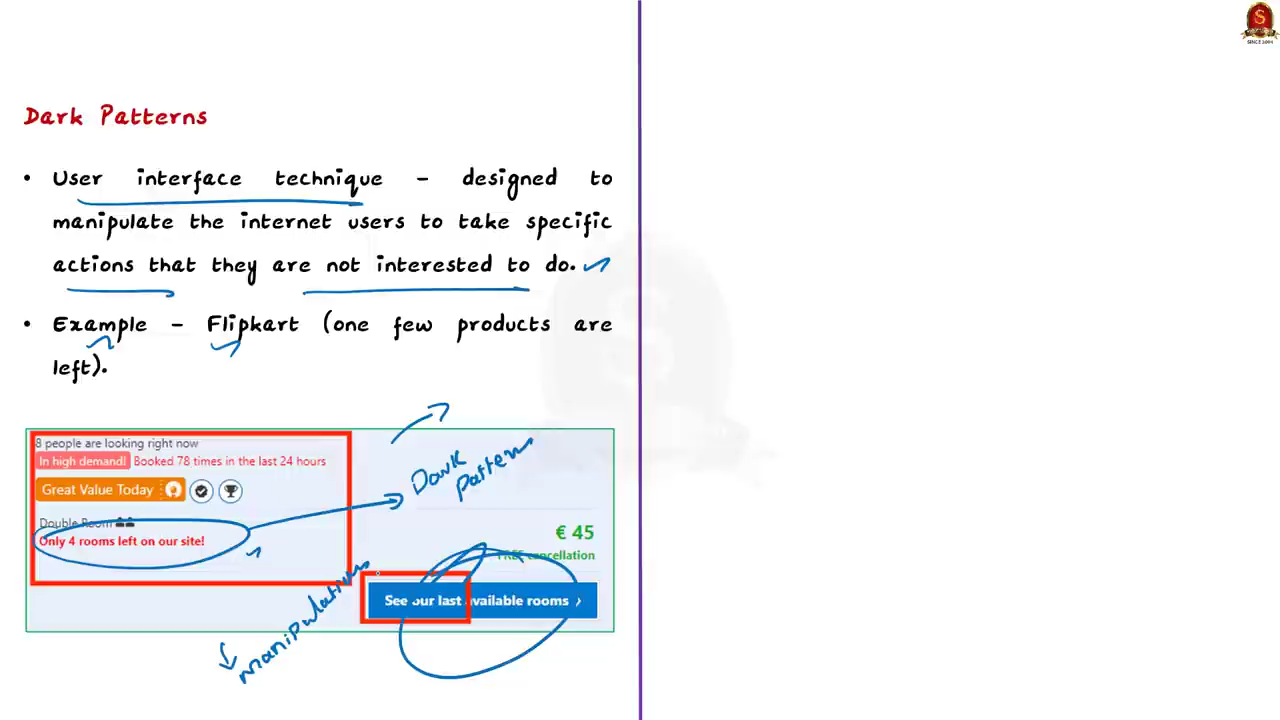 Dark Patterns
• User interface technique – designed to
manipulate the internet users to take specific
actions that they are not interested to do.
• Example – Flipkart (one few products are
left).
8 people are looking right now
In high demand! Booked 78 times in the last 24 hours
Great Value Today
Double Room
Only 4 rooms left on our site!
Dark
Pattern
€ 45
FREE cancellation
See our last available rooms ›
manipulation
S
SINCE 2004